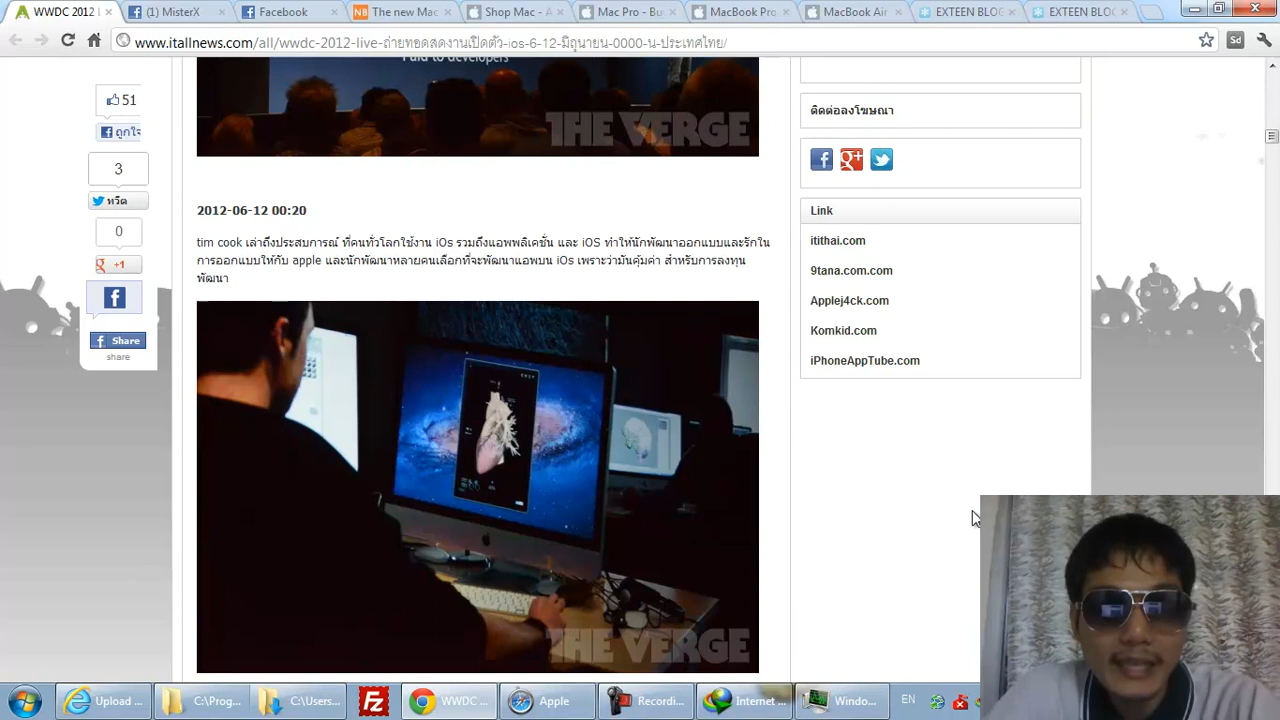 WWDC 2012 l
(1) MisterX
Facebook
The new Mac
Shop Mac - A
Mac Pro - Bu
MacBook Pro
MacBook Air
EXTEEN BLOG
EXTEEN BLOG
www.itallnews.com/all/wwdc-2012-live-ถ่ายทอดสดงานเปิดตัว-ios-6-12-มิถุนายน-0000-น-ประเทศไทย/
Sd
Paid to developers
THE VERGE
51
ถูกใจ
3
ทวีต
0
+1
Share
share
2012-06-12 00:20
tim cook เล่าถึงประสบการณ์ ที่คนทั่วโลกใช้งาน iOs รวมถึงแอพพลิเคชั่น และ iOS ทำให้นักพัฒนาออกแบบและรักใน
การออกแบบให้กับ apple และนักพัฒนาหลายคนเลือกที่จะพัฒนาแอพบน iOs เพราะว่ามันคุ้มค่า สำหรับการลงทุน
พัฒนา
THE VERGE
ติดต่อลงโฆษณา
Link
itithai.com
9tana.com.com
Applej4ck.com
Komkid.com
iPhoneAppTube.com
Upload ...
C:\Prog...
C:\Users...
WWDC ...
Apple
Recordi...
Internet ...
Windo...
EN